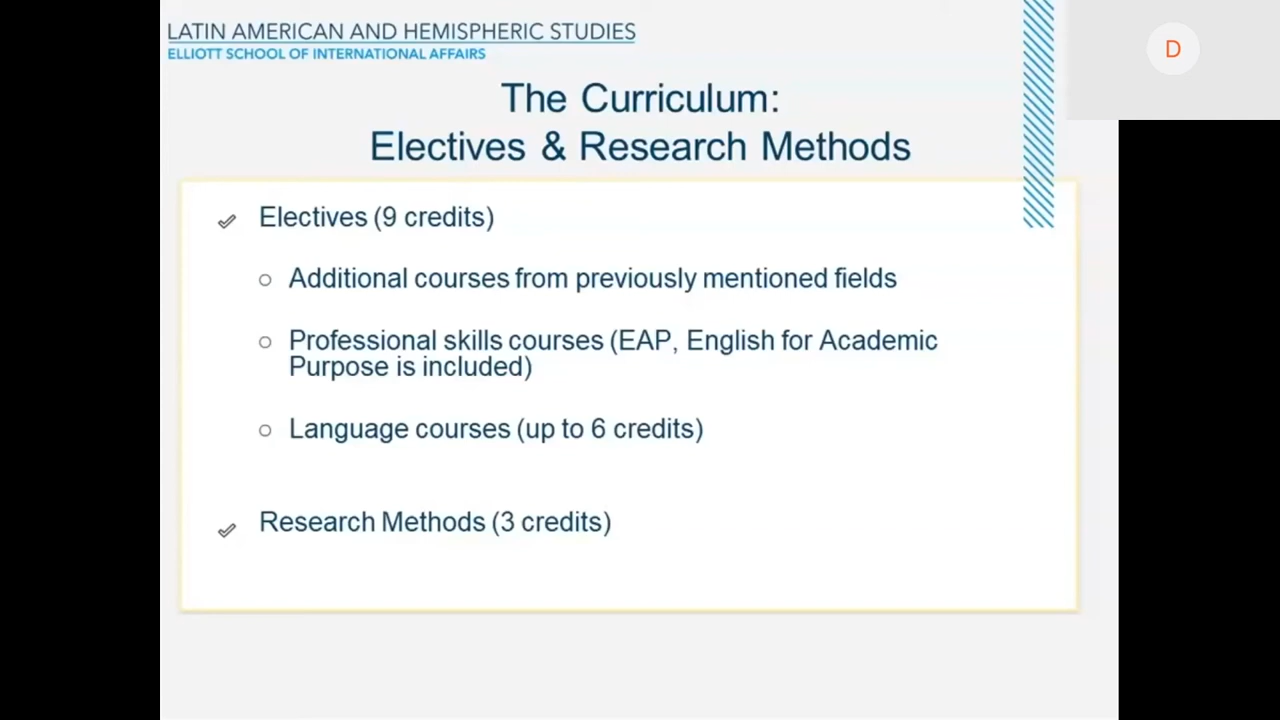 LATIN AMERICAN AND HEMISPHERIC STUDIES
ELLIOTT SCHOOL OF INTERNATIONAL AFFAIRS
D
The Curriculum:
Electives & Research Methods
Electives (9 credits)
Additional courses from previously mentioned fields
Professional skills courses (EAP, English for Academic
Purpose is included)
Language courses (up to 6 credits)
Research Methods (3 credits)